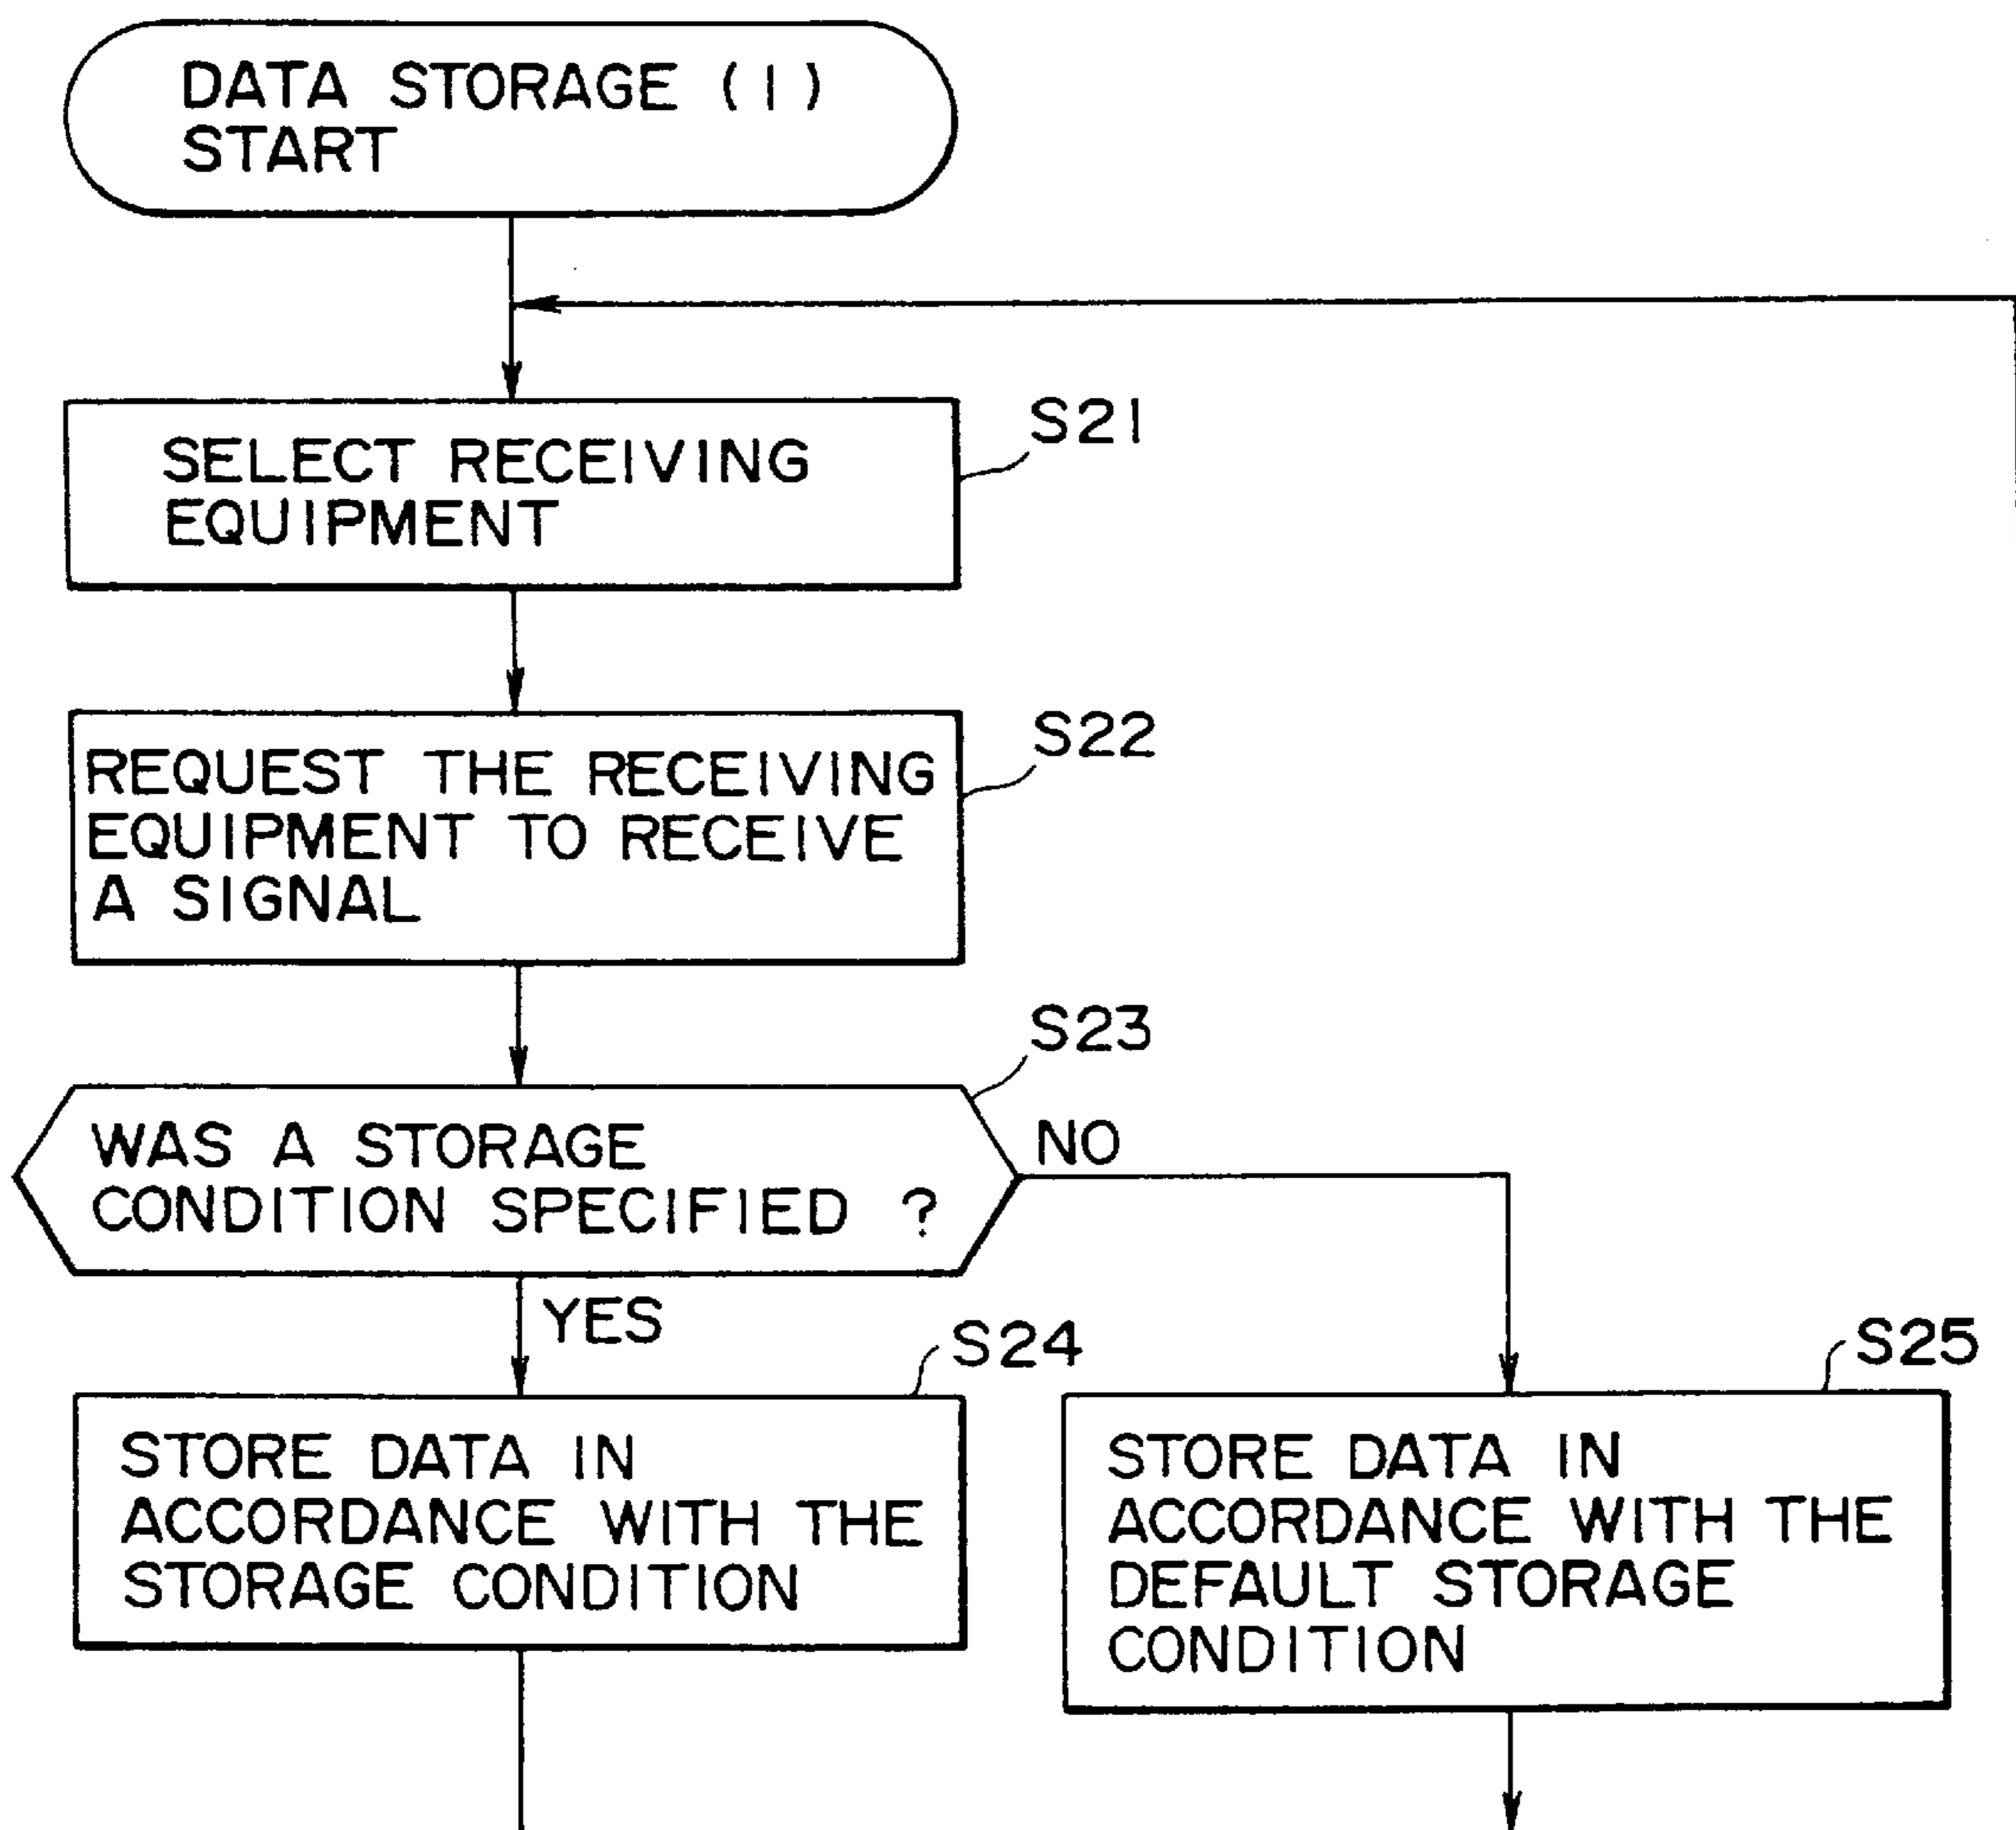 DATA STORAGE (1)
START
S21
SELECT RECEIVING
EQUIPMENT
S22
REQUEST THE RECEIVING
EQUIPMENT TO RECEIVE
A SIGNAL
S23
WAS A STORAGE
CONDITION SPECIFIED ?
NO
YES
S24
STORE DATA IN
ACCORDANCE WITH THE
STORAGE CONDITION
S25
STORE DATA IN
ACCORDANCE WITH THE
DEFAULT STORAGE
CONDITION